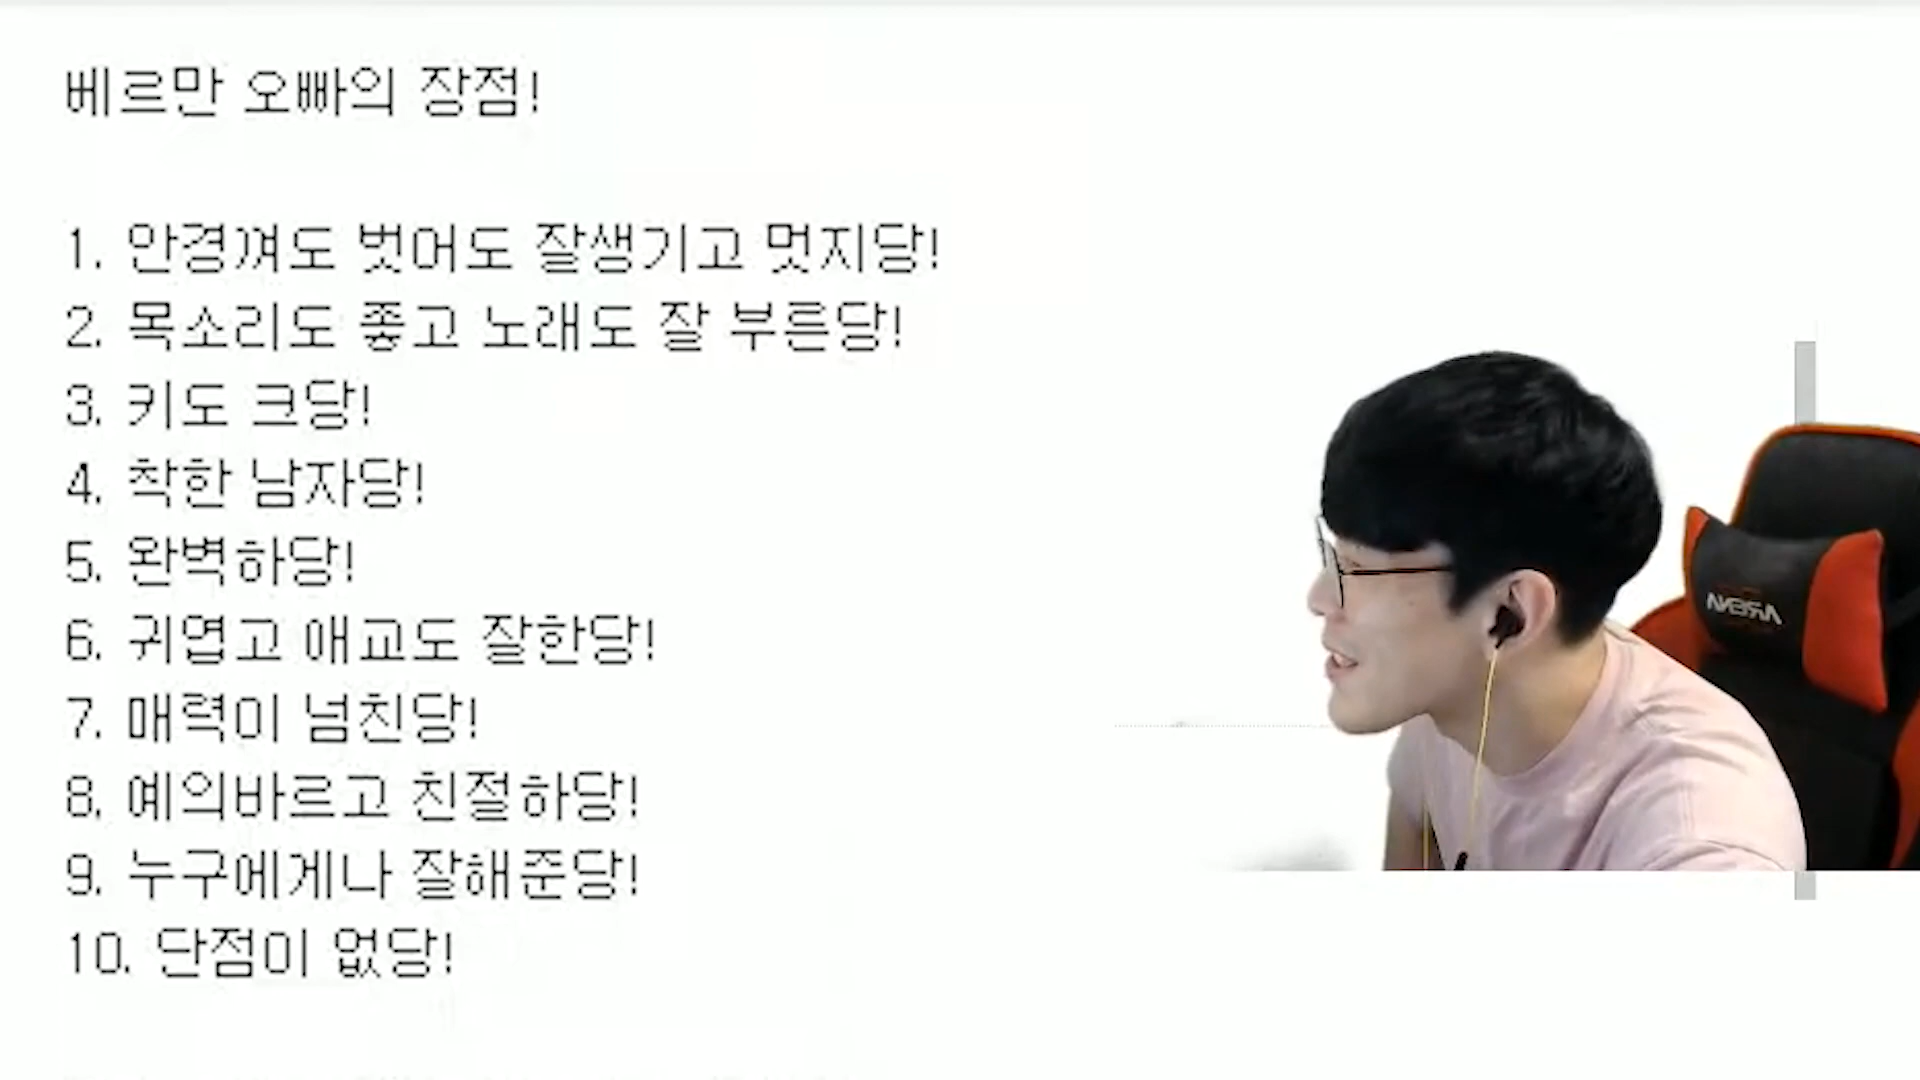 베르만 오빠의 장점!
1. 안경껴도 벗어도 잘생기고 멋지당!
2. 목소리도 좋고 노래도 잘 부른당!
3. 키도 크당!
4. 착한 남자당!
5. 완벽하당!
6. 귀엽고 애교도 잘한당!
7. 매력이 넘친당!
8. 예의바르고 친절하당!
9. 누구에게나 잘해준당!
10. 단점이 없당!